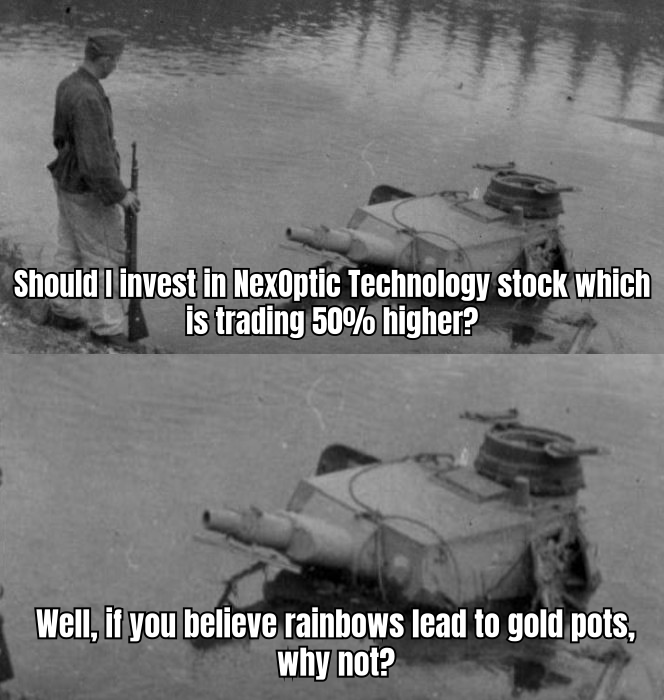 Should I invest in NexOptic Technology stock which
is trading 50% higher?
Well, if you believe rainbows lead to gold pots,
why not?